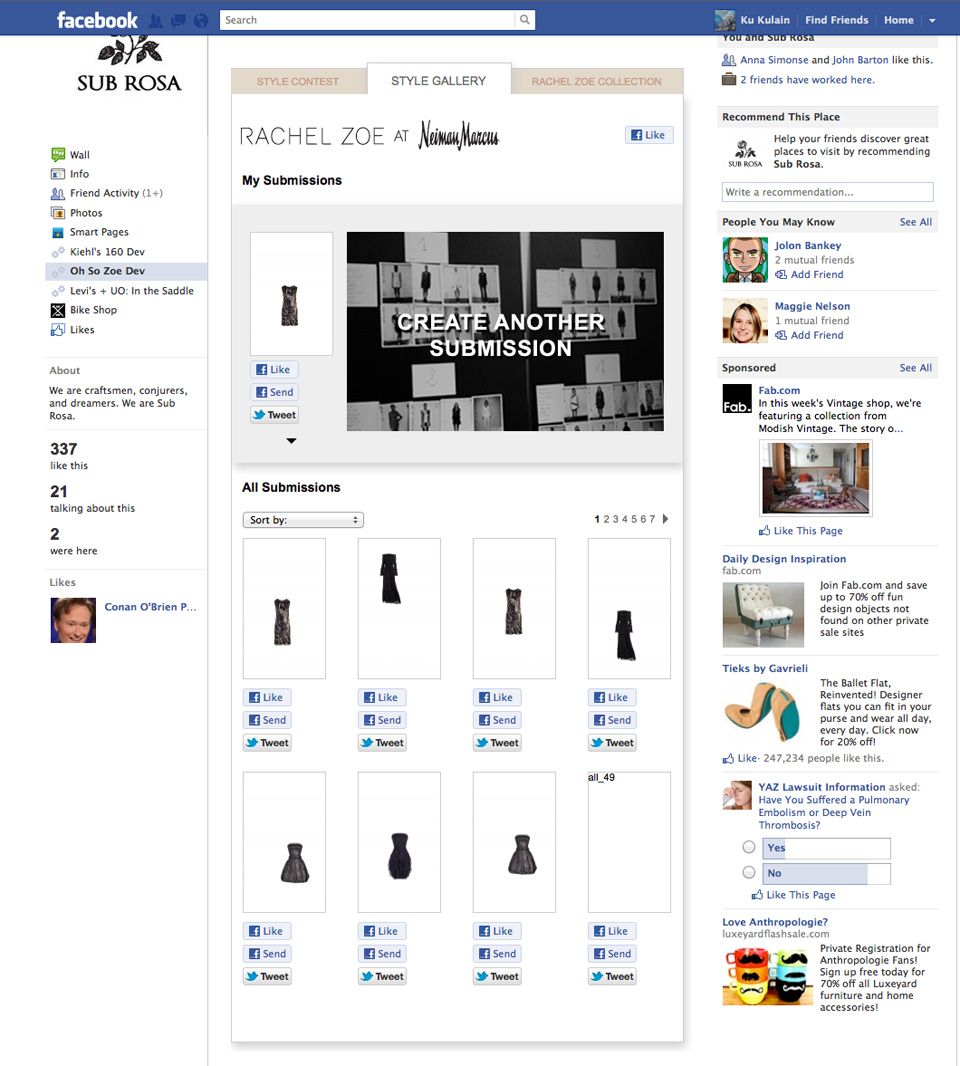 facebook
Search
Ku Kulain
Find Friends
Home
SUB ROSA
Wall
Info
Friend Activity (1+)
Photos
Smart Pages
Kiehl's 160 Dev
Oh So Zoe Dev
Levi's + UO: In the Saddle
Bike Shop
Likes
About
We are craftsmen, conjurers,
and dreamers. We are Sub
Rosa.
337
like this
21
talking about this
2
were here
Likes
Conan O'Brien P...
STYLE CONTEST
STYLE GALLERY
RACHEL ZOE COLLECTION
RACHEL ZOE AT Neiman Marcus
Like
My Submissions
1
3
2
4
CREATE ANOTHER
SUBMISSION
Like
Send
Tweet
All Submissions
Sort by:
1 2 3 4 5 6 7
Like
Send
Tweet
Like
Send
Tweet
Like
Send
Tweet
Like
Send
Tweet
all_49
Like
Send
Tweet
Like
Send
Tweet
Like
Send
Tweet
Like
Send
Tweet
You and Sub Rosa
Anna Simonse and John Barton like this.
2 friends have worked here.
Recommend This Place
SUB ROSA
Help your friends discover great
places to visit by recommending
Sub Rosa.
Write a recommendation...
People You May Know
See All
Jolon Bankey
2 mutual friends
Add Friend
Maggie Nelson
1 mutual friend
Add Friend
Sponsored
See All
Fab.
Fab.com
In this week's Vintage shop, we're
featuring a collection from
Modish Vintage. The story o...
Like This Page
Daily Design Inspiration
fab.com
Join Fab.com and save
up to 70% off fun
design objects not
found on other private
sale sites
Tieks by Gavrieli
The Ballet Flat,
Reinvented! Designer
flats you can fit in your
purse and wear all day,
every day. Click now
for 20% off!
Like · 247,234 people like this.
YAZ Lawsuit Information asked:
Have You Suffered a Pulmonary
Embolism or Deep Vein
Thrombosis?
Yes
No
Like This Page
Love Anthropologie?
luxeyardflashsale.com
Private Registration for
Anthropologie Fans!
Sign up free today for
70% off all Luxeyard
furniture and home
accessories!